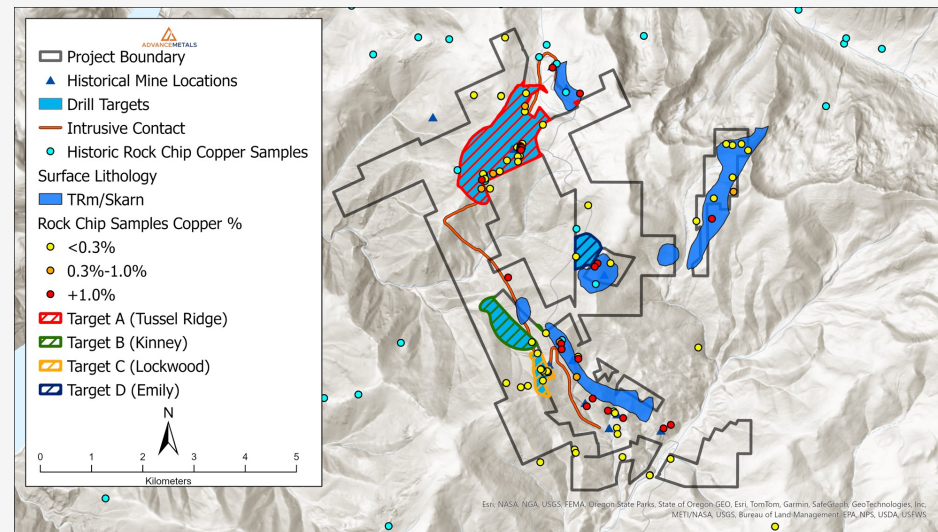 ADVANCEMETALS
Project Boundary
Historical Mine Locations
Drill Targets
Intrusive Contact
Historic Rock Chip Copper Samples
Surface Lithology
TRm/Skarn
Rock Chip Samples Copper %
<0.3%
0.3%-1.0%
+1.0%
Target A (Tussel Ridge)
Target B (Kinney)
Target C (Lockwood)
Target D (Emily)
N
0 1 2 3 4 5
Kilometers
Esri, NASA, NGA, USGS, FEMA, Oregon State Parks, State of Oregon GEO, Esri, TomTom, Garmin, SafeGraph, GeoTechnologies, Inc,
METI/NASA, USGS, Bureau of Land Management, EPA, NPS, USDA, USFWS